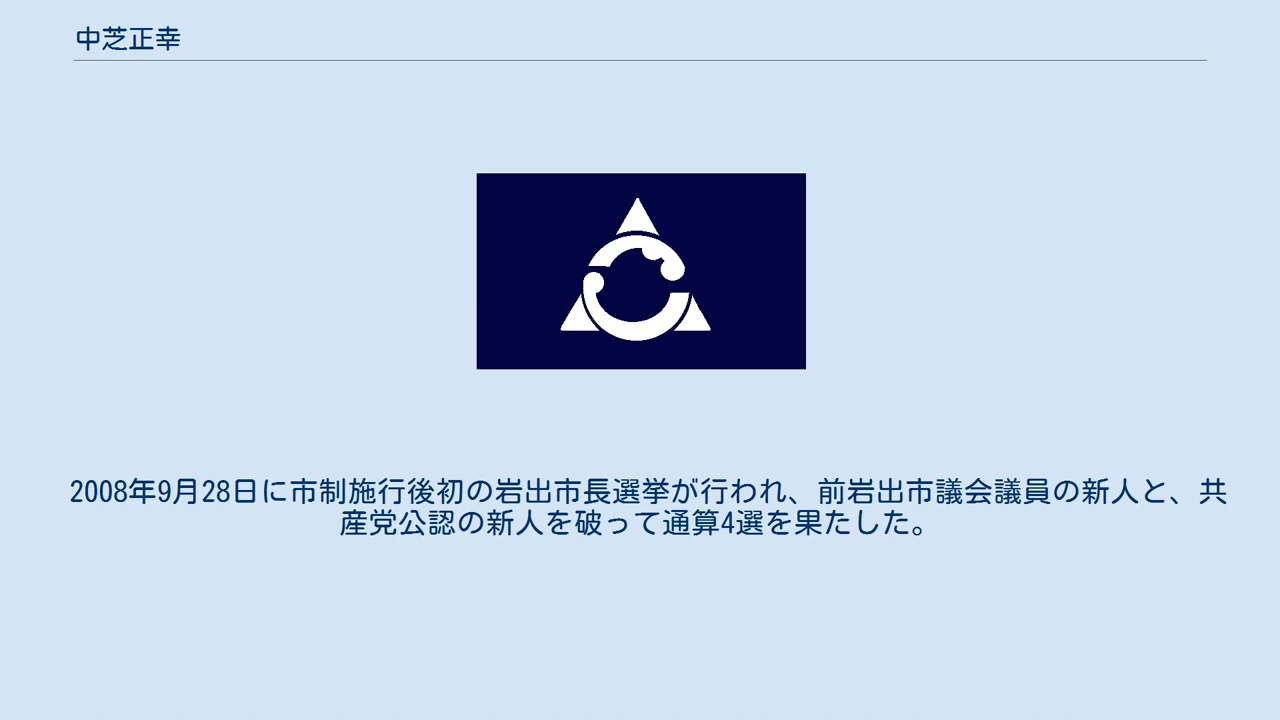 中芝正幸
2008年9月28日に市制施行後初の岩出市長選挙が行われ、前岩出市議会議員の新人と、共
産党公認の新人を破って通算4選を果たした。